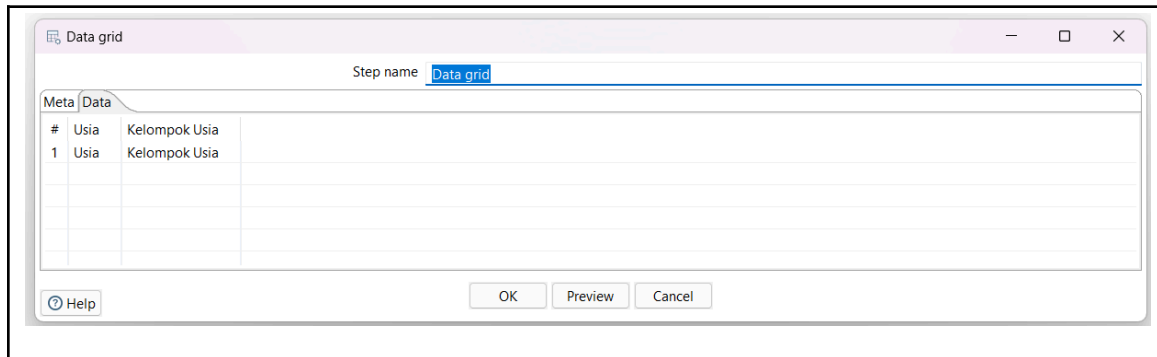 Data grid
Step name Data grid
Meta Data
# Usia Kelompok Usia
1 Usia Kelompok Usia
OK Preview Cancel
Help